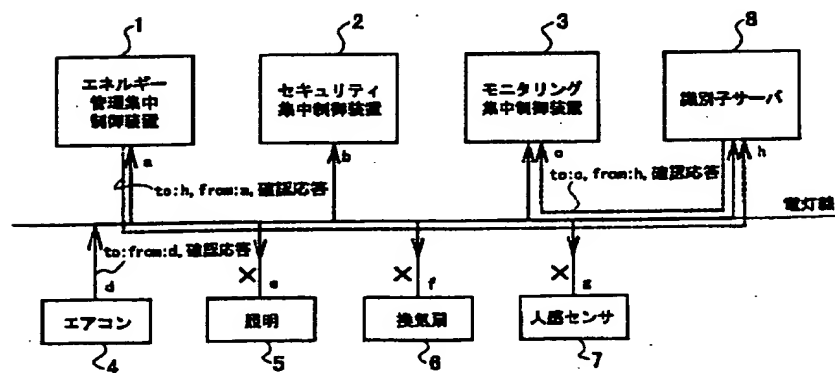 1
2
3
8
エネルギー
管理集中
制御装置
セキュリティ
集中制御装置
モニタリング
集中制御装置
識別子サーバ
a
b
c
h
to:h, from:a, 確認応答
to:c, from:h, 確認応答
電灯線
to:from:d, 確認応答
d
e
f
g
エアコン
照明
換気扇
人感センサ
4
5
6
7